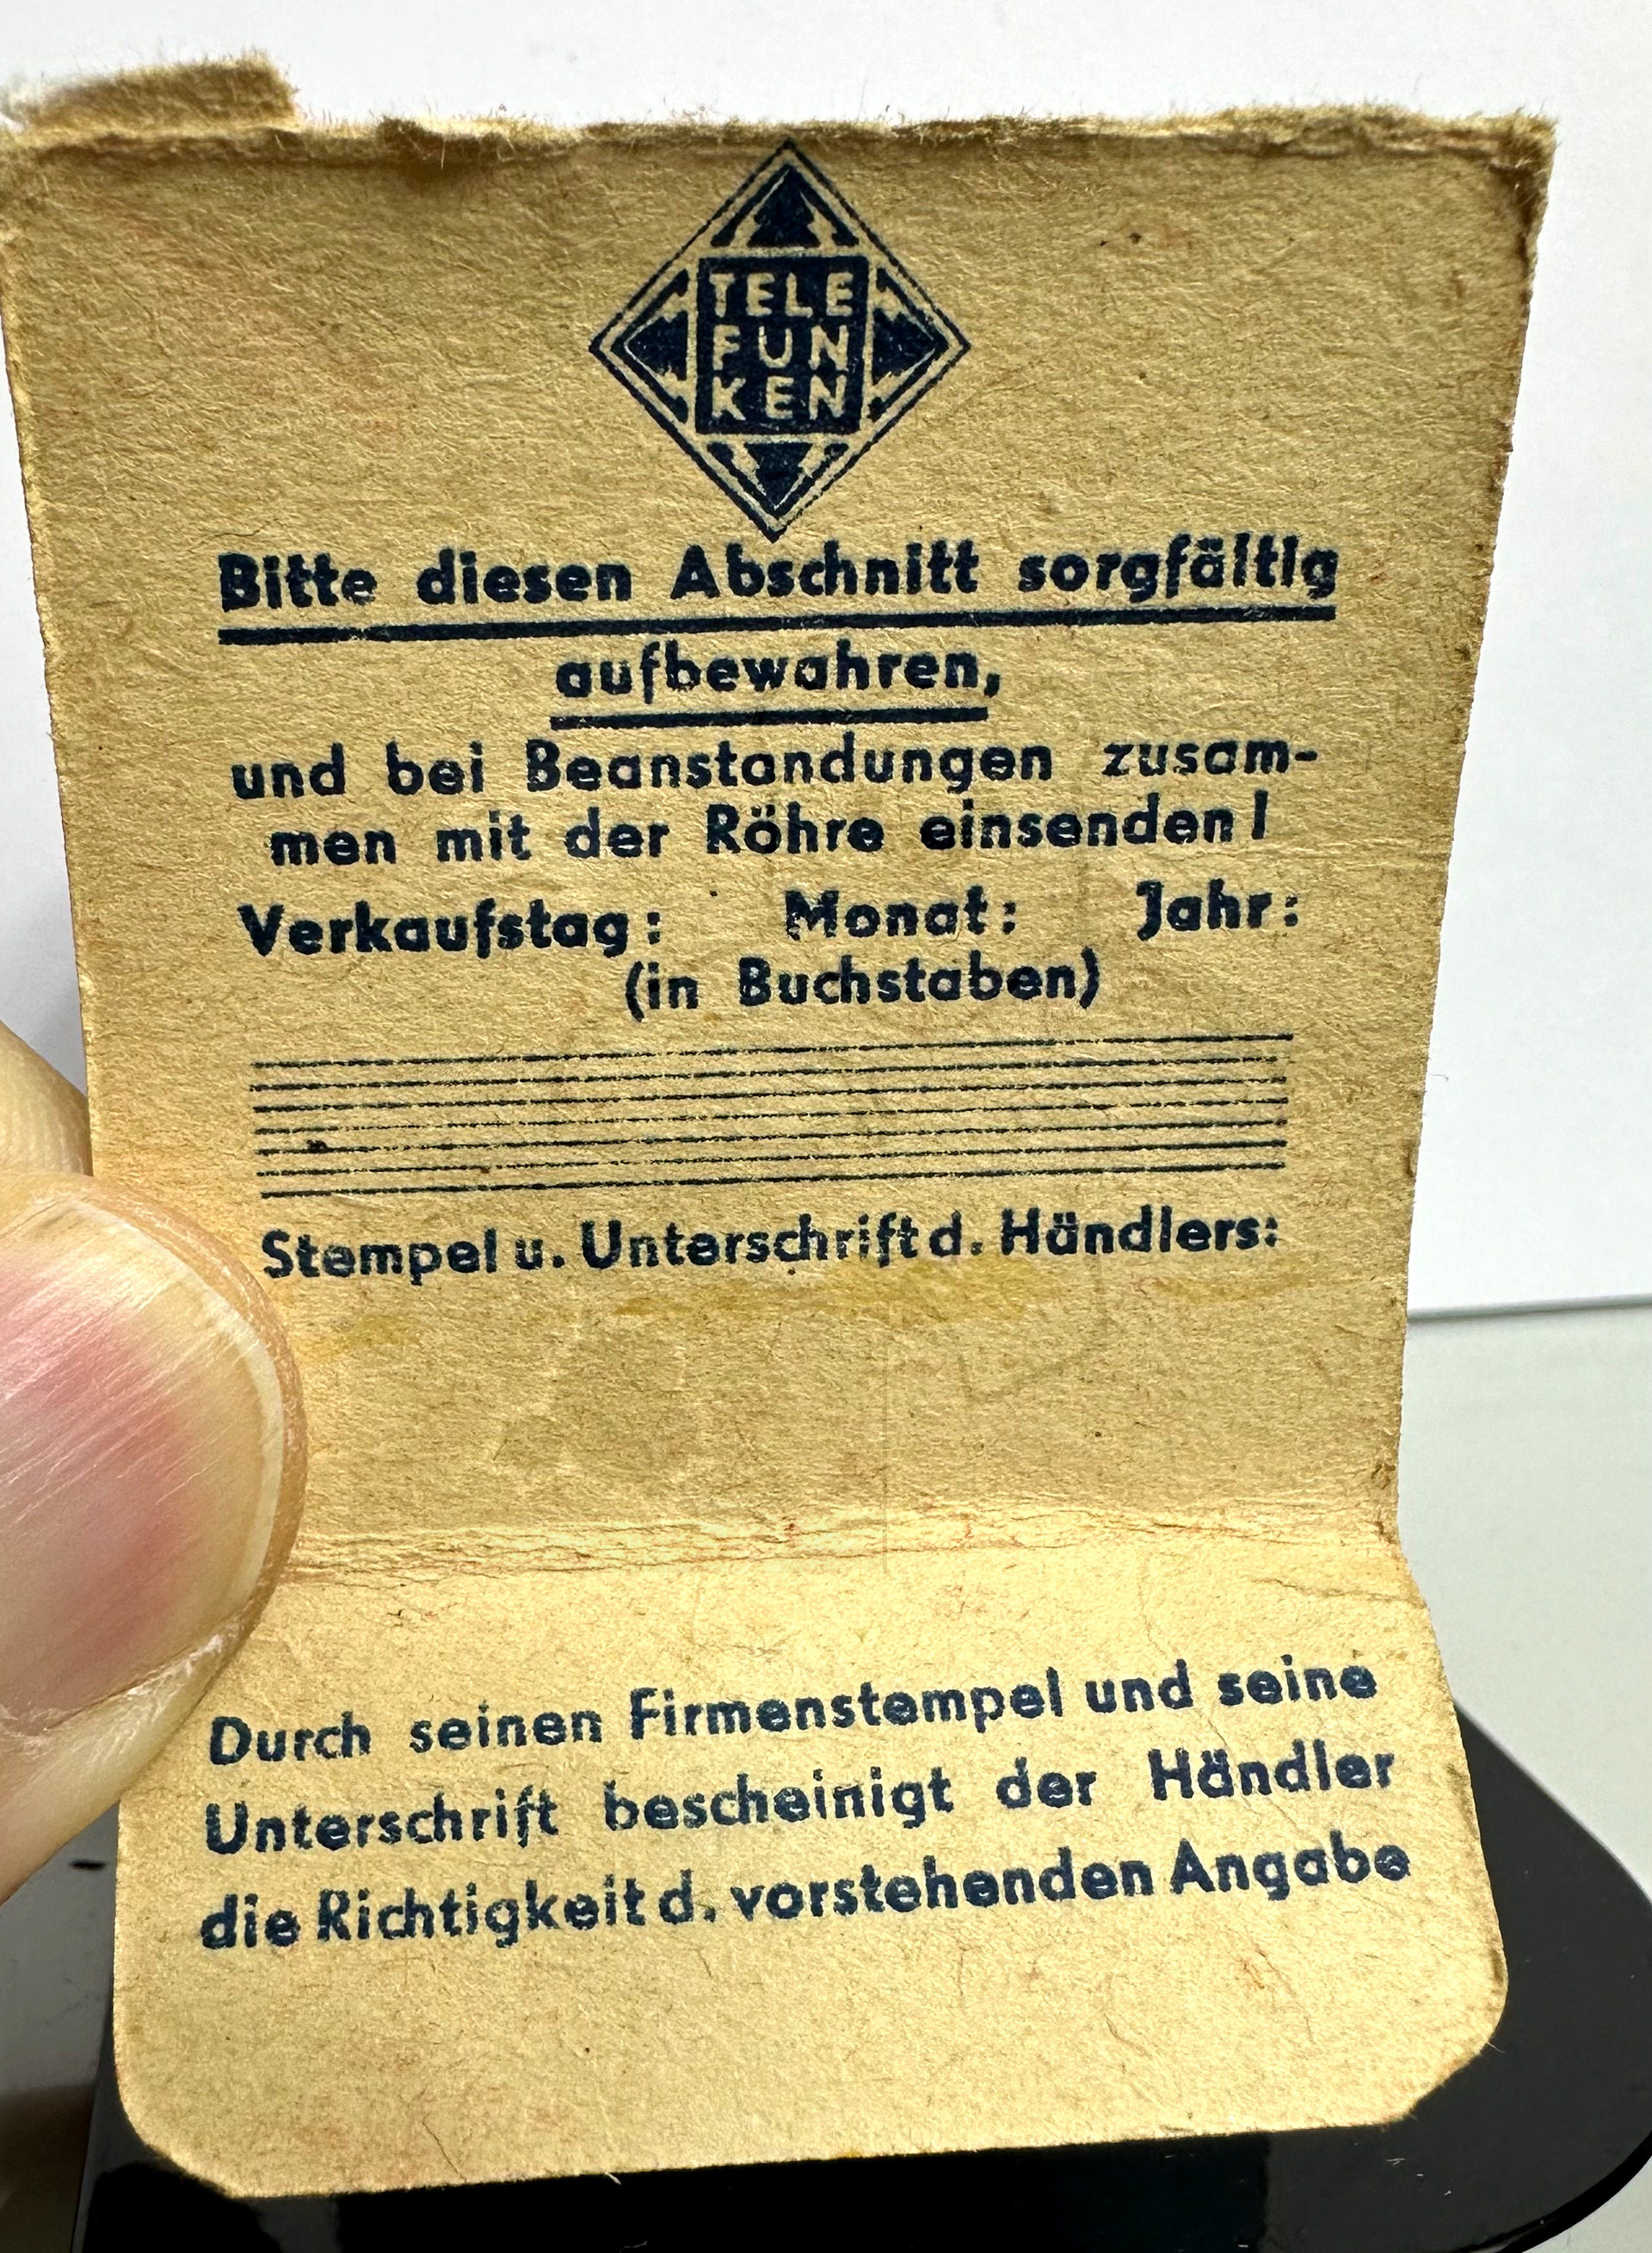 TELE
FUN
KEN
Bitte diesen Abschnitt sorgfältig
aufbewahren,
und bei Beanstandungen zusam-
men mit der Röhre einsenden!
Verkaufstag: Monat: Jahr:
(in Buchstaben)
Stempel u. Unterschrift d. Händlers:
Durch seinen Firmenstempel und seine
Unterschrift bescheinigt der Händler
die Richtigkeit d. vorstehenden Angabe